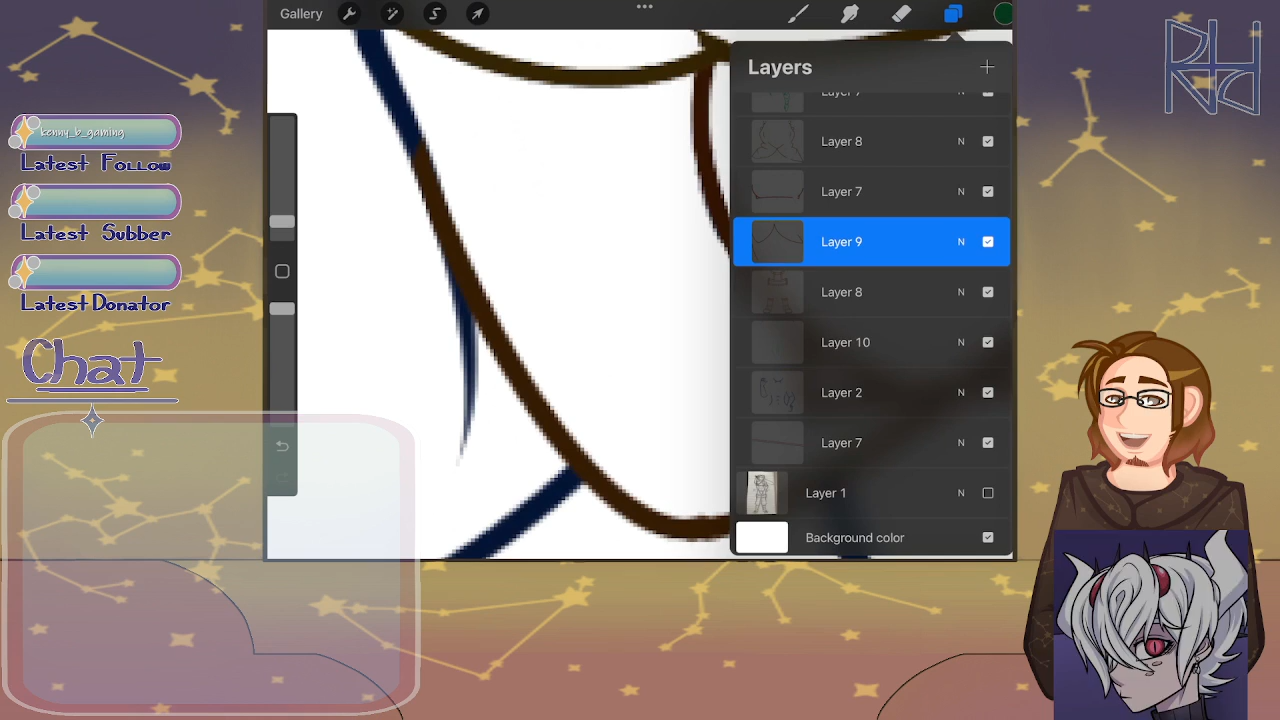 Gallery
Layers
Layer 7 N
Layer 8 N
Layer 7 N
Layer 9 N
Layer 8 N
Layer 10 N
Layer 2 N
Layer 7 N
Layer 1 N
Background color
kenny_b_gaming
Latest Follow
Latest Subber
Latest Donator
Chat